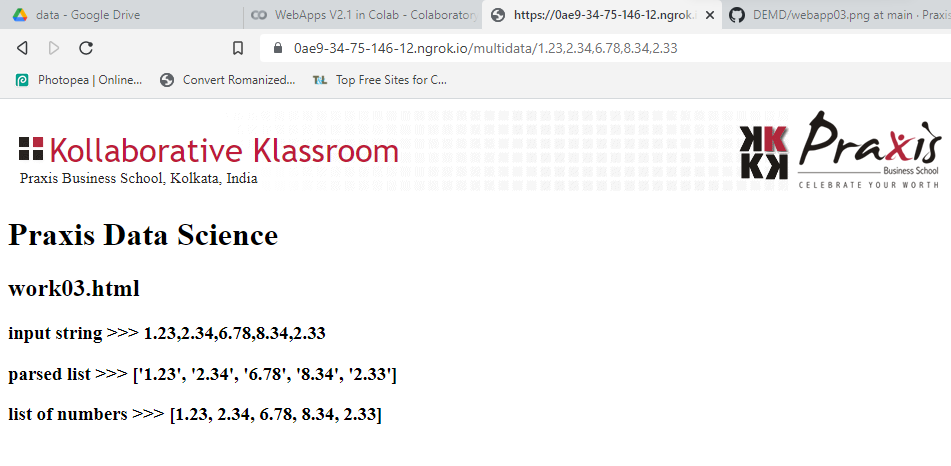 data - Google Drive
WebApps V2.1 in Colab - Colaboratory
https://0ae9-34-75-146-12.ngrok.i
DEMD/webapp03.png at main · Praxis
0ae9-34-75-146-12.ngrok.io/multidata/1.23,2.34,6.78,8.34,2.33
Photopea | Online...
Convert Romanized...
T&L Top Free Sites for C...
Kollaborative Klassroom
Praxis Business School, Kolkata, India
KK
KK
Praxis
Business School
CELEBRATE YOUR WORTH
Praxis Data Science
work03.html
input string >>> 1.23,2.34,6.78,8.34,2.33
parsed list >>> ['1.23', '2.34', '6.78', '8.34', '2.33']
list of numbers >>> [1.23, 2.34, 6.78, 8.34, 2.33]